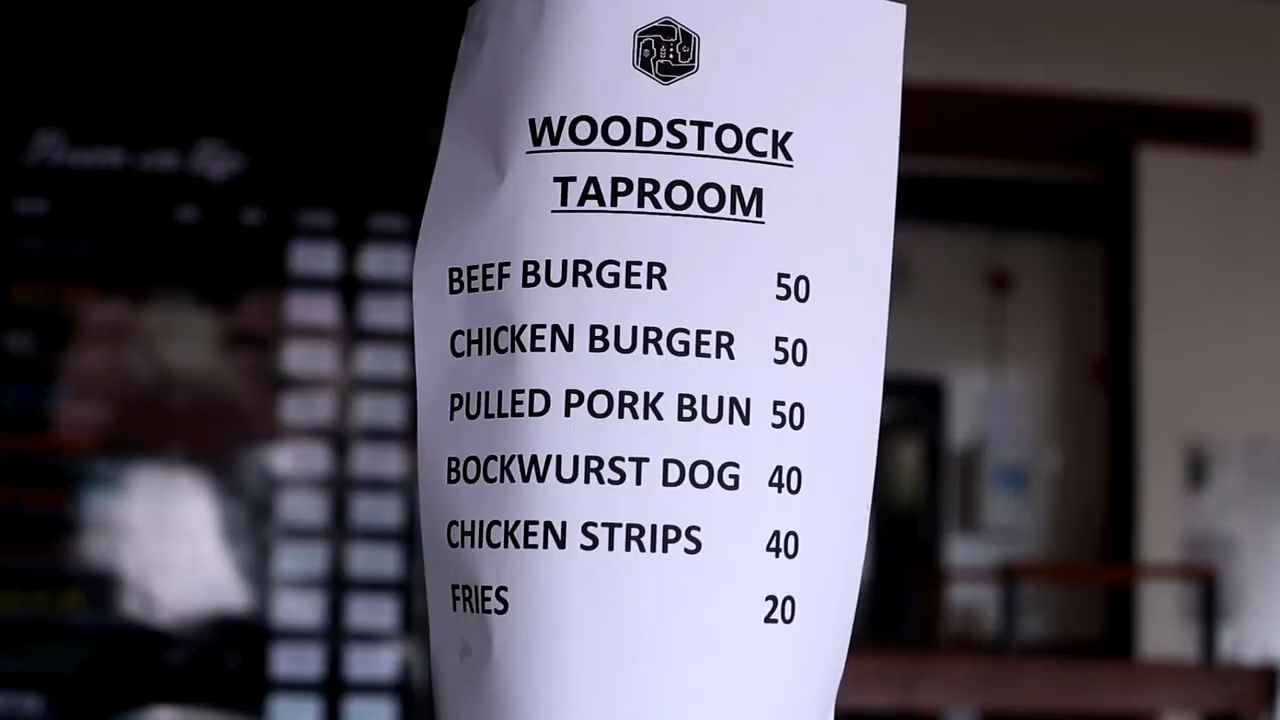 WOODSTOCK
TAPROOM
BEEF BURGER 50
CHICKEN BURGER 50
PULLED PORK BUN 50
BOCKWURST DOG 40
CHICKEN STRIPS 40
FRIES 20